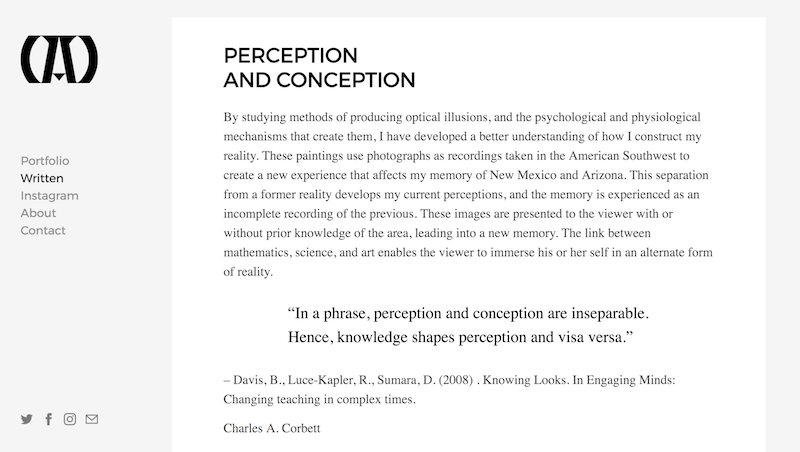 (A)
Portfolio
Written
Instagram
About
Contact
PERCEPTION
AND CONCEPTION
By studying methods of producing optical illusions, and the psychological and physiological
mechanisms that create them, I have developed a better understanding of how I construct my
reality. These paintings use photographs as recordings taken in the American Southwest to
create a new experience that affects my memory of New Mexico and Arizona. This separation
from a former reality develops my current perceptions, and the memory is experienced as an
incomplete recording of the previous. These images are presented to the viewer with or
without prior knowledge of the area, leading into a new memory. The link between
mathematics, science, and art enables the viewer to immerse his or her self in an alternate form
of reality.
“In a phrase, perception and conception are inseparable.
Hence, knowledge shapes perception and visa versa.”
– Davis, B., Luce-Kapler, R., Sumara, D. (2008) . Knowing Looks. In Engaging Minds:
Changing teaching in complex times.
Charles A. Corbett